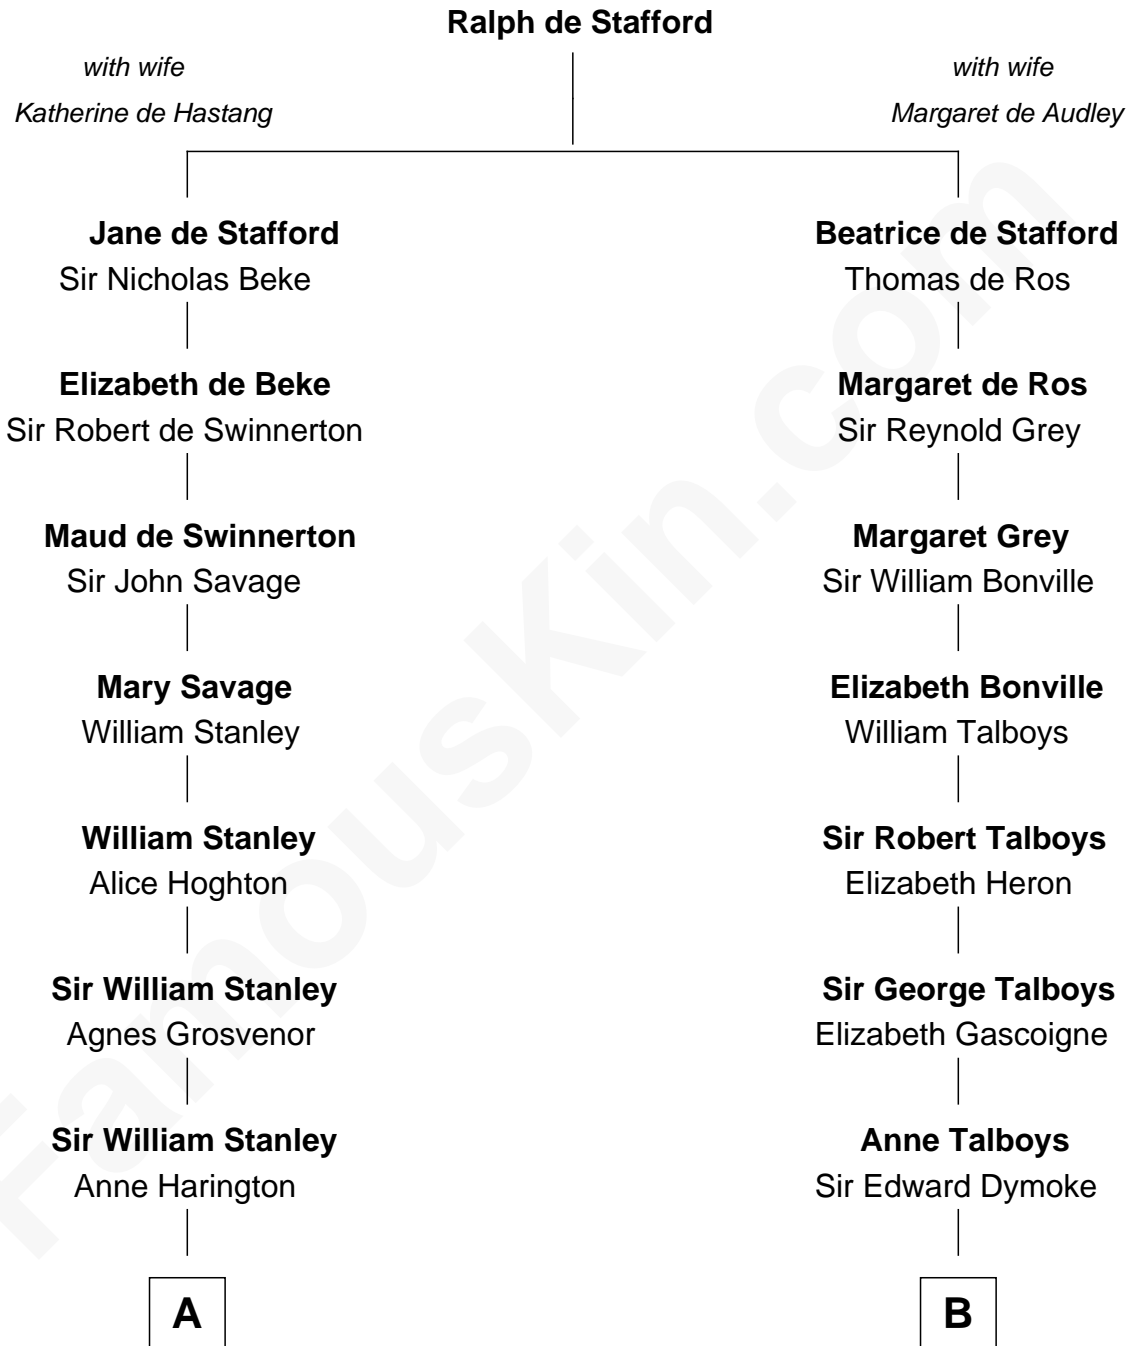 Ralph de Stafford
with wife
Katherine de Hastang
with wife
Margaret de Audley
Jane de Stafford
Sir Nicholas Beke
Beatrice de Stafford
Thomas de Ros
Elizabeth de Beke
Sir Robert de Swinnerton
Margaret de Ros
Sir Reynold Grey
Maud de Swinnerton
Sir John Savage
Margaret Grey
Sir William Bonville
Mary Savage
William Stanley
Elizabeth Bonville
William Talboys
William Stanley
Alice Hoghton
Sir Robert Talboys
Elizabeth Heron
Sir William Stanley
Agnes Grosvenor
Sir George Talboys
Elizabeth Gascoigne
Sir William Stanley
Anne Harington
Anne Talboys
Sir Edward Dymoke
A
B
FamousKin.com